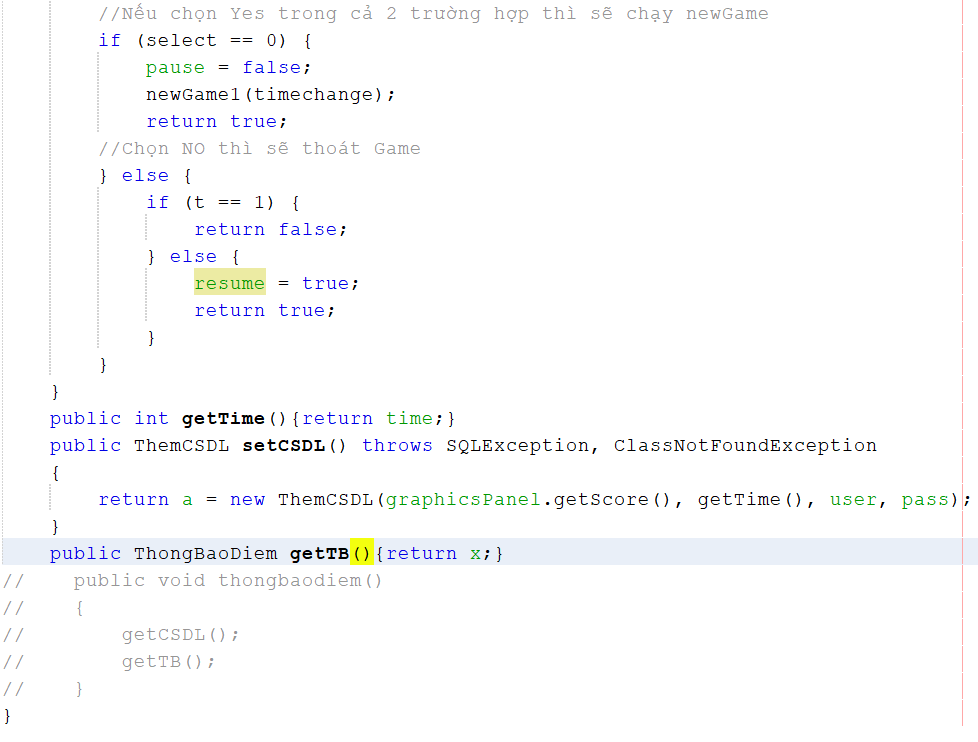 //Nếu chọn Yes trong cả 2 trường hợp thì sẽ chạy newGame
if (select == 0) {
pause = false;
newGame1(timechange);
return true;
//Chọn NO thì sẽ thoát Game
} else {
if (t == 1) {
return false;
} else {
resume = true;
return true;
}
}
}
public int getTime(){return time;}
public ThemCSDL setCSDL() throws SQLException, ClassNotFoundException
{
return a = new ThemCSDL(graphicsPanel.getScore(), getTime(), user, pass);
}
public ThongBaoDiem getTB(){return x;}
// public void thongbaodiem()
// {
// getCSDL();
// getTB();
// }
}